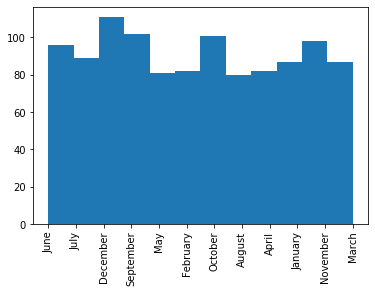 100
80
60
40
20
0
June
July
December
September
May
February
October
August
April
January
November
March